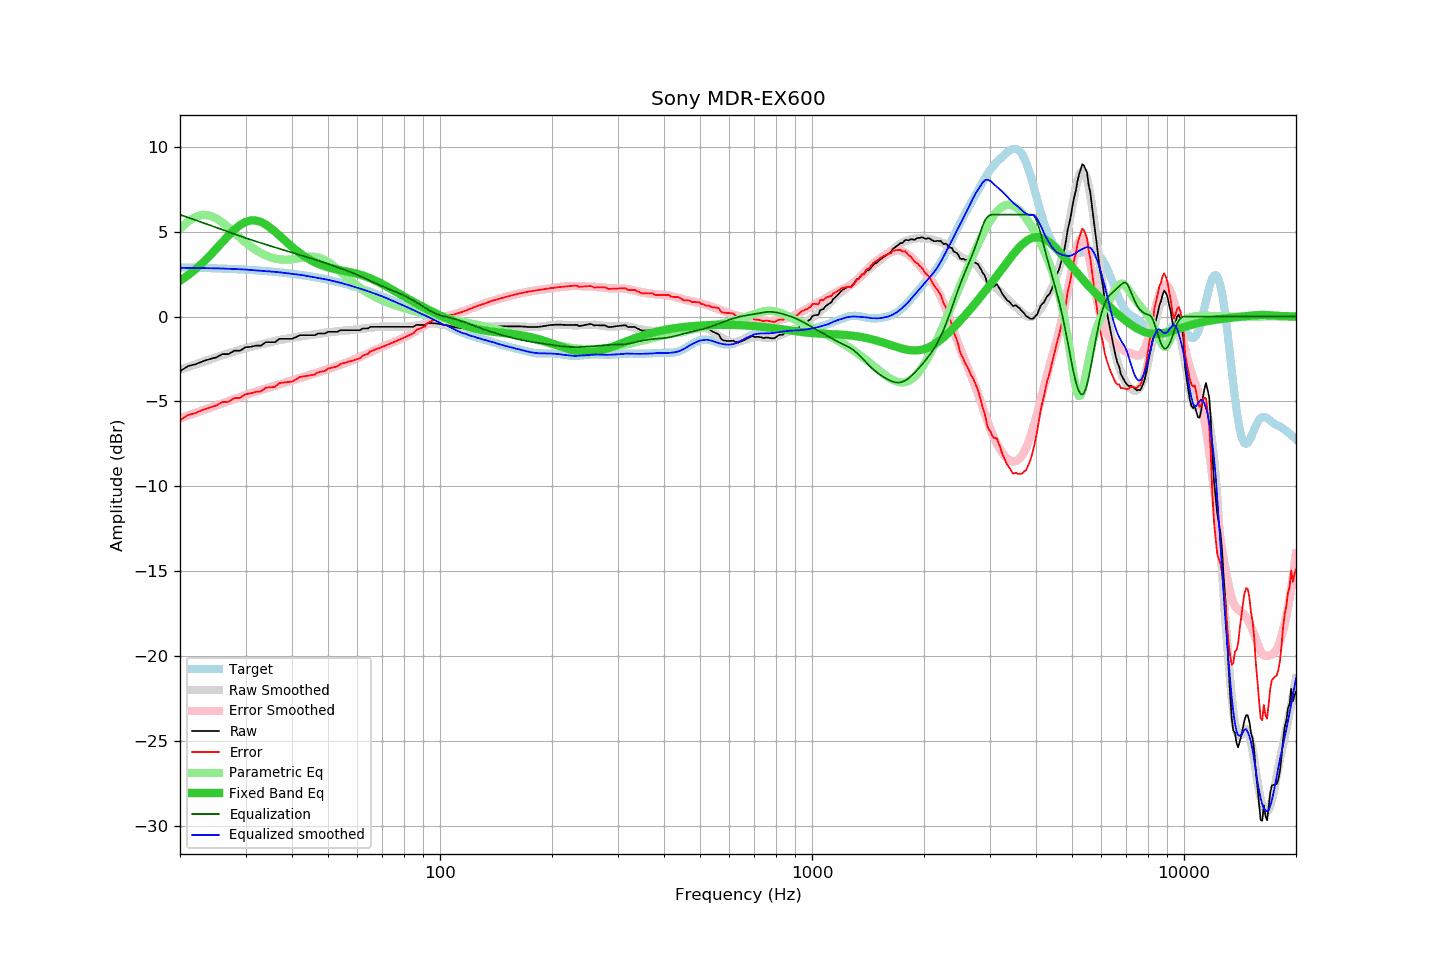 Sony MDR-EX600
Amplitude (dBr)
10
5
0
−5
−10
−15
−20
−25
−30
Target
Raw Smoothed
Error Smoothed
Raw
Error
Parametric Eq
Fixed Band Eq
Equalization
Equalized smoothed
100
1000
10000
Frequency (Hz)